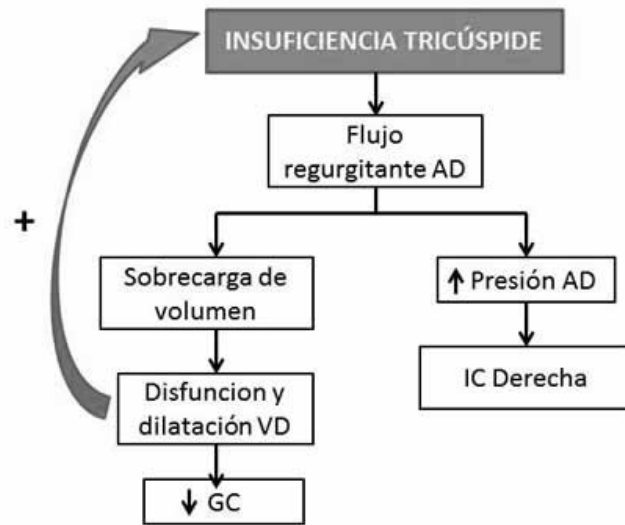 INSUFICIENCIA TRICÚSPIDE
Flujo
regurgitante AD
+
Sobrecarga de
volumen
↑ Presión AD
Disfuncion y
dilatación VD
IC Derecha
↓ GC